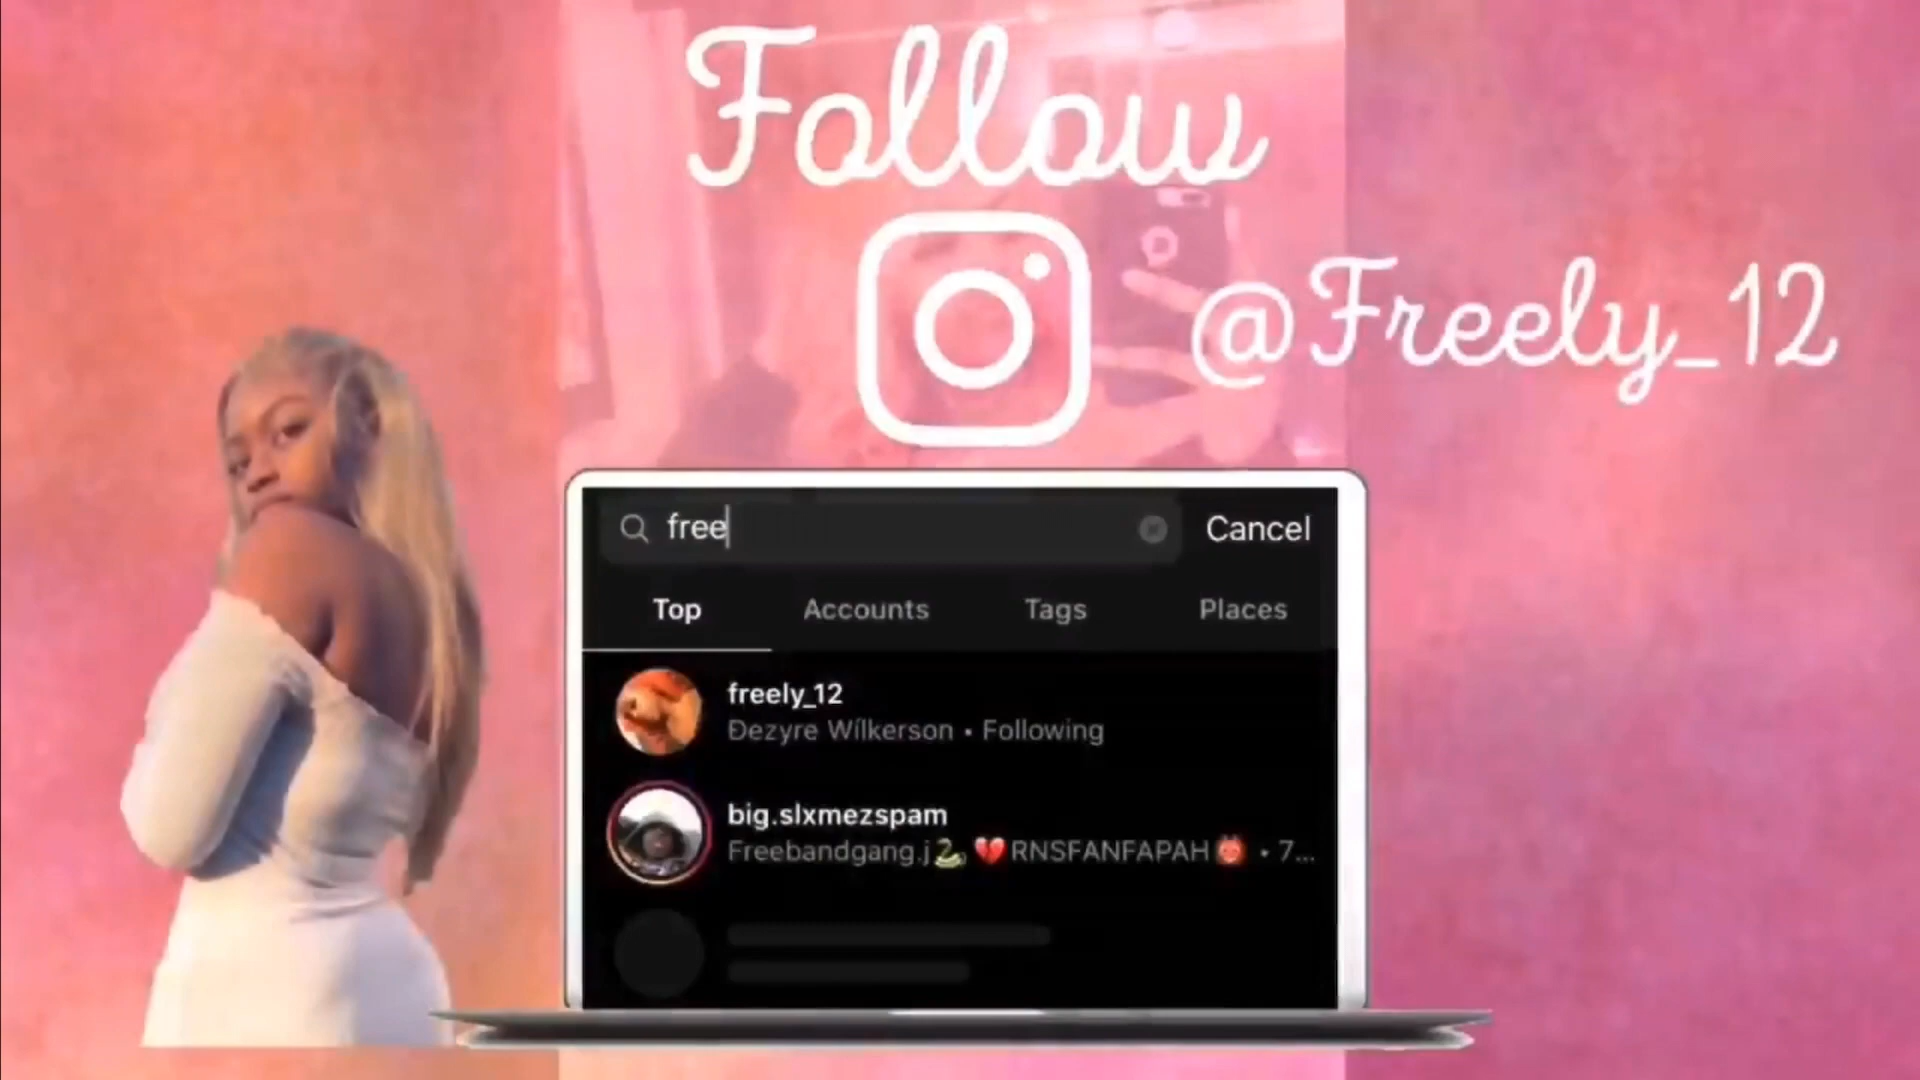 Follow
@Freely_12
free
Cancel
Top
Accounts
Tags
Places
freely_12
Đezyre Wílkerson • Following
big.slxmezspam
Freebandgang.j🐍 💔RNSFANFAPAH👹 • 7...